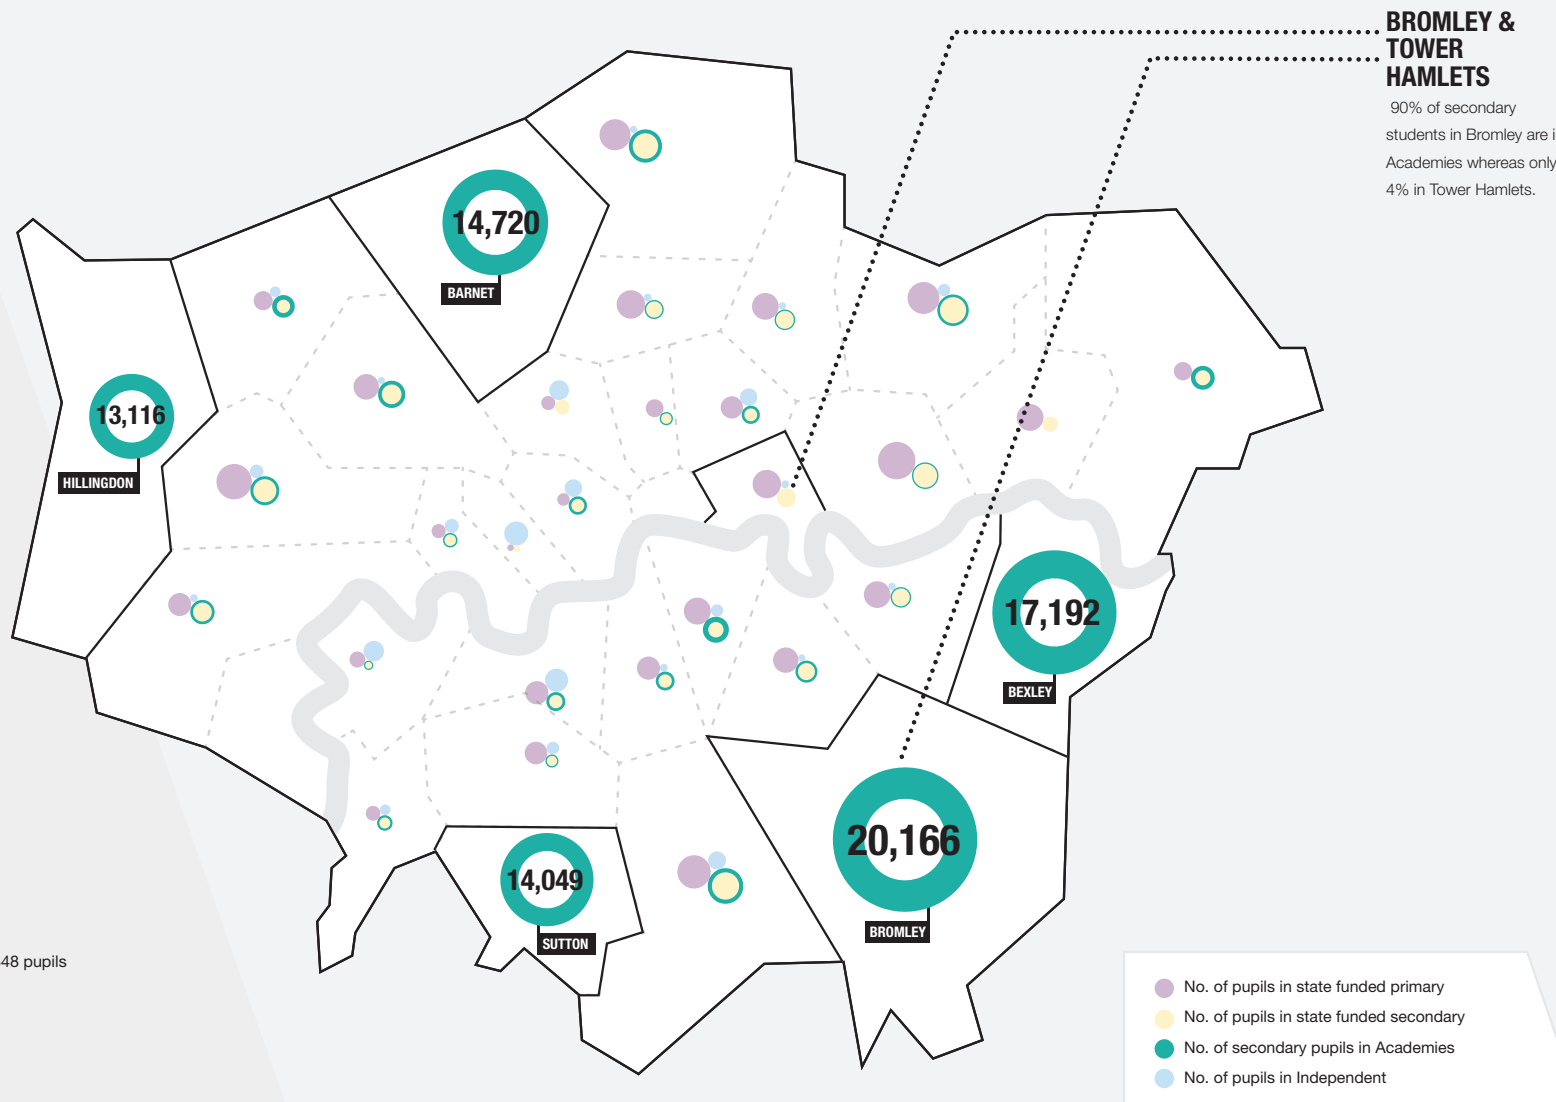 BROMLEY &
TOWER
HAMLETS
90% of secondary
students in Bromley are i
Academies whereas only
4% in Tower Hamlets.
14,720
BARNET
13,116
HILLINGDON
17,192
BEXLEY
20,166
BROMLEY
14,049
SUTTON
48 pupils
No. of pupils in state funded primary
No. of pupils in state funded secondary
No. of secondary pupils in Academies
No. of pupils in Independent